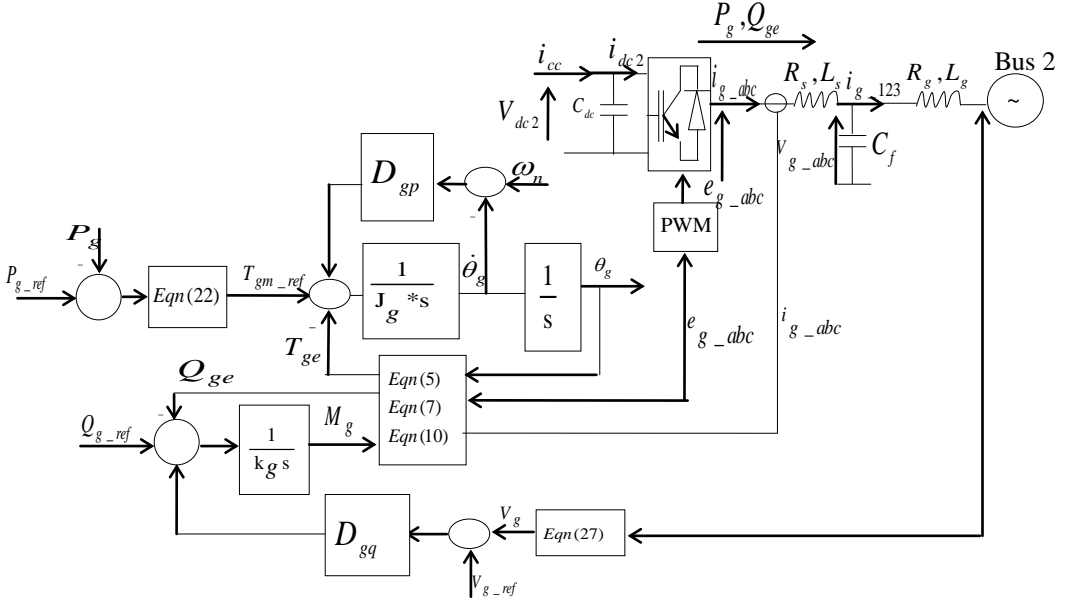 P_g , Q_ge
i_cc
i_dc2
C_dc
V_dc2
i_g_abc
R_s , L_s
i_g_123
R_g , L_g
Bus 2
~
V_g_abc
C_f
e_g_abc
PWM
D_gp
ω_n
-
P_g
-
P_g_ref
Eqn(22)
T_gm_ref
1
J_g *s
θ̇_g
1
s
θ_g
-
T_ge
e_g_abc
i_g_abc
Q_ge
-
Eqn(5)
Eqn(7)
Eqn(10)
Q_g_ref
1
k_g s
M_g
D_gq
V_g
Eqn(27)
V_g_ref